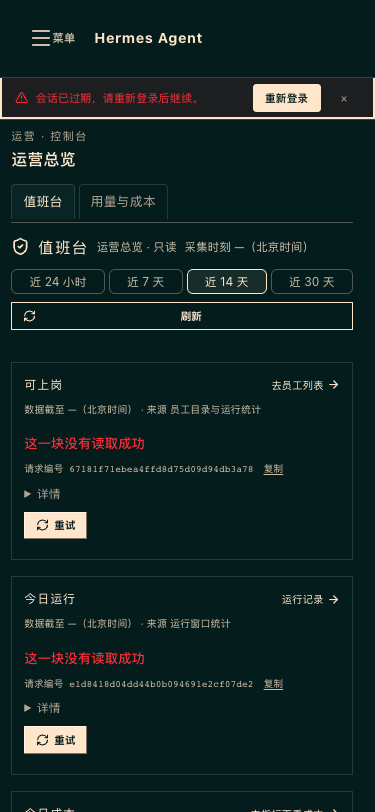 菜单 Hermes Agent
会话已过期，请重新登录后继续。 重新登录 ×
运营 · 控制台
运营总览
值班台 用量与成本
值班台 运营总览 · 只读 采集时刻 —（北京时间）
近 24 小时 近 7 天 近 14 天 近 30 天
刷新
可上岗 去员工列表 →
数据截至 —（北京时间） · 来源 员工目录与运行统计
这一块没有读取成功
请求编号 67181f71ebea4ffd8d75d09d94db3a78 复制
▶ 详情
重试
今日运行 运行记录 →
数据截至 —（北京时间） · 来源 运行窗口统计
这一块没有读取成功
请求编号 e1d8418d04dd44b0b094691e2cf07de2 复制
▶ 详情
重试